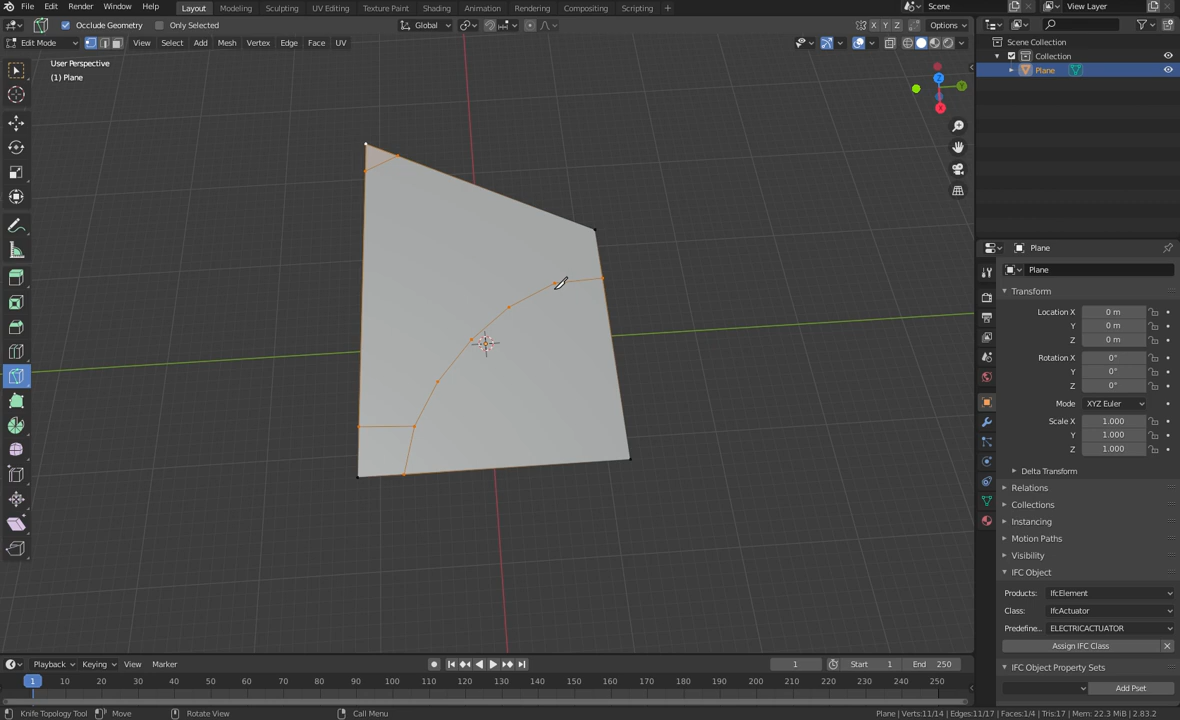 File Edit Render Window Help Layout Modeling Sculpting UV Editing Texture Paint Shading Animation Rendering Compositing Scripting + Scene View Layer
Occlude Geometry Only Selected Global X Y Z Options
Edit Mode View Select Add Mesh Vertex Edge Face UV
User Perspective
(1) Plane
Z
Y
X
Scene Collection
Collection
Plane
Plane
Plane
Transform
Location X 0 m
Y 0 m
Z 0 m
Rotation X 0°
Y 0°
Z 0°
Mode XYZ Euler
Scale X 1.000
Y 1.000
Z 1.000
Delta Transform
Relations
Collections
Instancing
Motion Paths
Visibility
IFC Object
Products: IfcElement
Class: IfcActuator
Predefine... ELECTRICACTUATOR
Assign IFC Class
IFC Object Property Sets
Add Pset
Playback Keying View Marker 1 Start 1 End 250
1 10 20 30 40 50 60 70 80 90 100 110 120 130 140 150 160 170 180 190 200 210 220 230 240 250
Knife Topology Tool Move Rotate View Call Menu Plane | Verts:11/14 | Edges:11/17 | Faces:1/4 | Tris:17 | Mem: 22.3 MiB | 2.83.2